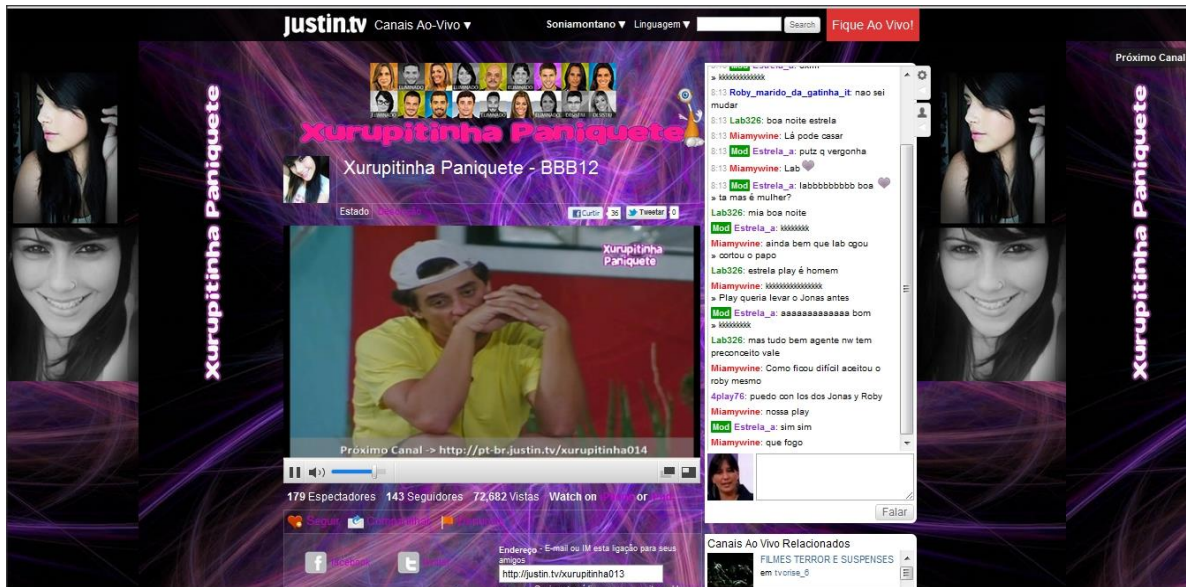 Justin.tv Canais Ao-Vivo ▼ Soniamontano ▼ Linguagem ▼ Search Fique Ao Vivo!
Próximo Canal
Xurupitinha Paniquete
Xurupitinha Paniquete - BBB12
Estado
Curtir 36 Tweetar 0
Xurupitinha Paniquete
Xurupitinha Paniquete
Xurupitinha
Paniquete
Próximo Canal -> http://pt-br.justin.tv/xurupitinha014
179 Espectadores 143 Seguidores 72,682 Vistas Watch on or
Seguir
facebook
Endereço - E-mail ou IM esta ligação para seus
amigos
http://justin.tv/xurupitinha013
» kkkkkkkkkkkk
8:13 Roby_marido_da_gatinha_it: nao sei
mudar
8:13 Lab326: boa noite estrela
8:13 Miamywine: Lá pode casar
8:13 Mod Estrela_a: putz q vergonha
8:13 Miamywine: Lab
8:13 Mod Estrela_a: labbbbbbbbbb boa
» ta mas é mulher?
Lab326: mia boa noite
Mod Estrela_a: kkkkkkkk
Miamywine: ainda bem que lab cgou
» cortou o papo
Lab326: estrela play é homem
Miamywine: kkkkkkkkkkkkkkk
» Play queria levar o Jonas antes
Mod Estrela_a: aaaaaaaaaaaaa bom
» kkkkkkkkk
Lab326: mas tudo bem agente nw tem
preconceito vale
Miamywine: Como ficou difícil aceitou o
roby mesmo
4play76: puedo con los dos Jonas y Roby
Miamywine: nossa play
Mod Estrela_a: sim sim
Miamywine: que fogo
Falar
Canais Ao Vivo Relacionados
FILMES TERROR E SUSPENSES
em tvorise_6